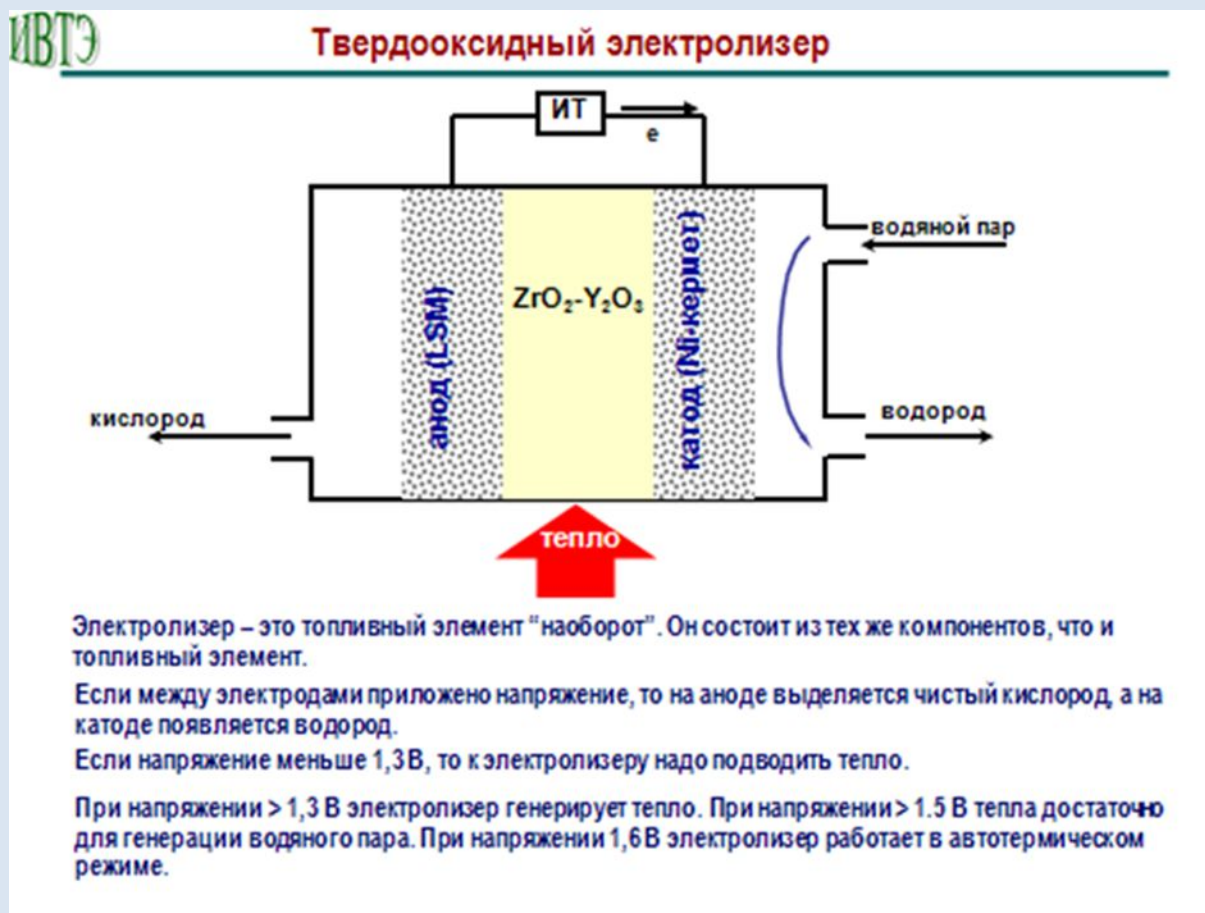 ИВТЭ
Твердооксидный электролизер
ИТ
e
водяной пар
ZrO₂-Y₂O₃
анод (LSM)
катод (Ni-кермет)
кислород
водород
тепло
Электролизер – это топливный элемент "наоборот". Он состоит из тех же компонентов, что и
топливный элемент.
Если между электродами приложено напряжение, то на аноде выделяется чистый кислород, а на
катоде появляется водород.
Если напряжение меньше 1,3 В, то к электролизеру надо подводить тепло.
При напряжении > 1,3 В электролизер генерирует тепло. При напряжении > 1.5 В тепла достаточно
для генерации водяного пара. При напряжении 1,6 В электролизер работает в автотермическом
режиме.